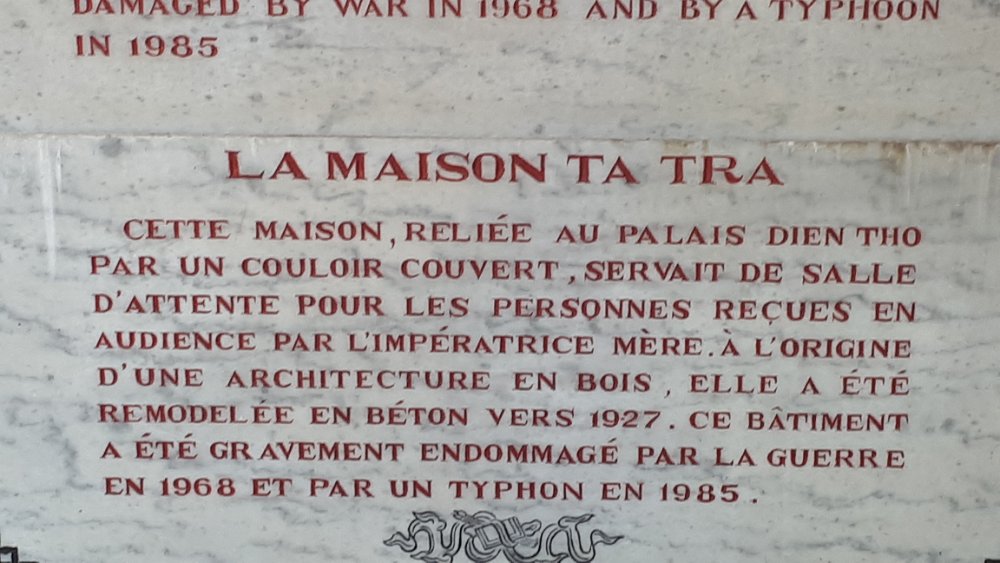 DAMAGED BY WAR IN 1968 AND BY A TYPHOON
IN 1985
LA MAISON TA TRA
CETTE MAISON, RELIÉE AU PALAIS DIEN THO
PAR UN COULOIR COUVERT, SERVAIT DE SALLE
D'ATTENTE POUR LES PERSONNES REÇUES EN
AUDIENCE PAR L'IMPÉRATRICE MÈRE. À L'ORIGINE
D'UNE ARCHITECTURE EN BOIS, ELLE A ÉTÉ
REMODELÉE EN BÉTON VERS 1927. CE BÂTIMENT
A ÉTÉ GRAVEMENT ENDOMMAGÉ PAR LA GUERRE
EN 1968 ET PAR UN TYPHON EN 1985.